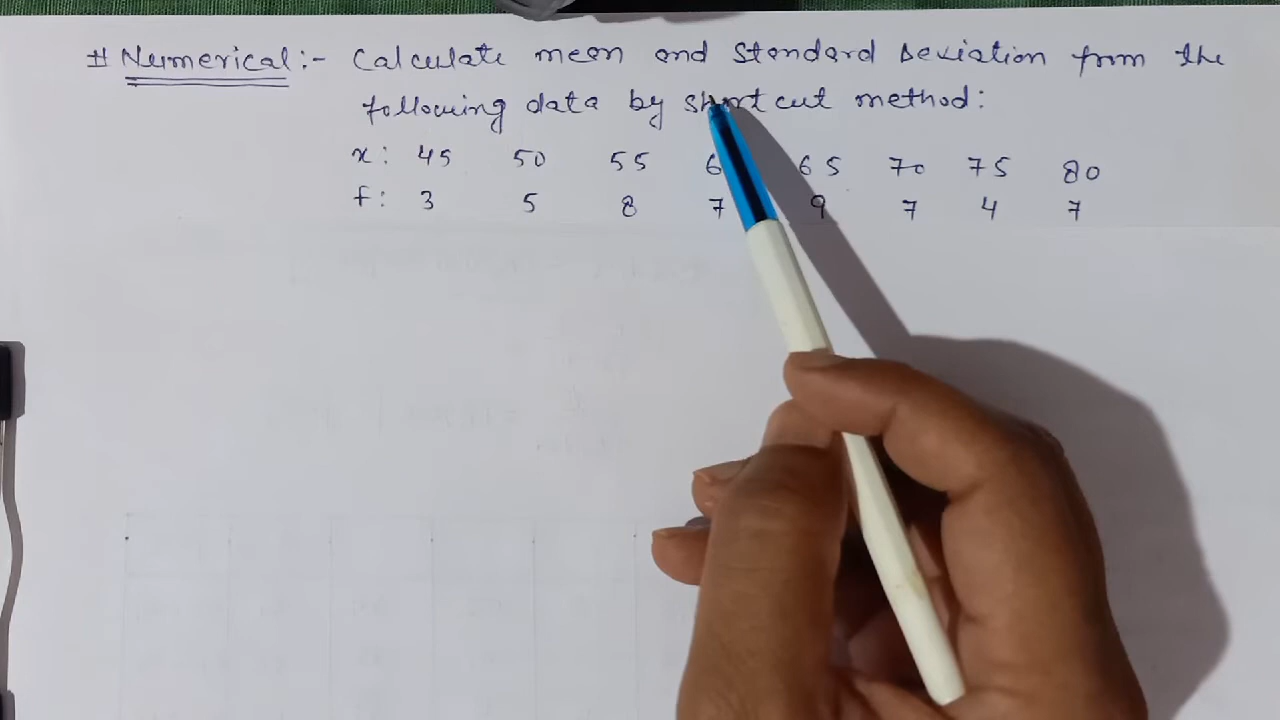 # Numerical:- Calculate mean and Standard Deviation from the
following data by short cut method:
x: 45 50 55 6 65 70 75 80
f: 3 5 8 7 9 7 4 7